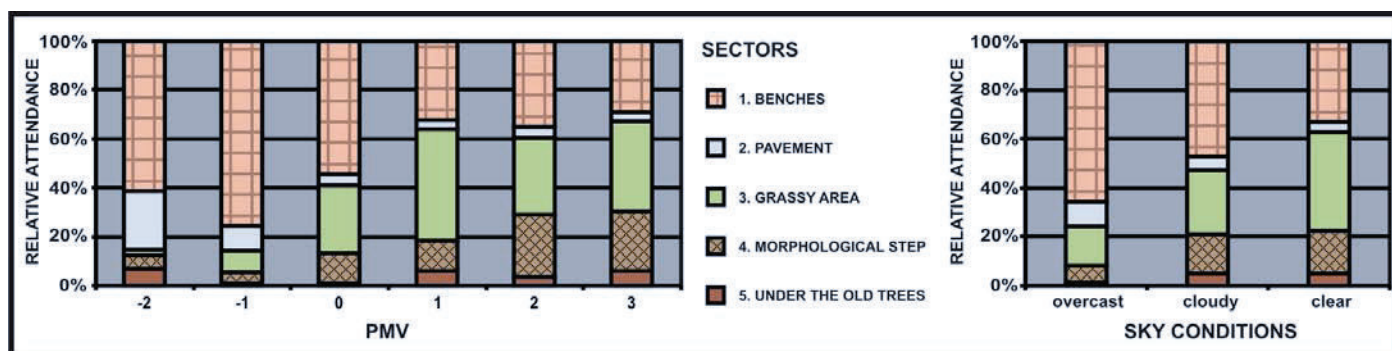 RELATIVE ATTENDANCE
100%
80%
60%
40%
20%
0%
-2 -1 0 1 2 3
PMV
SECTORS
1. BENCHES
2. PAVEMENT
3. GRASSY AREA
4. MORPHOLOGICAL STEP
5. UNDER THE OLD TREES
RELATIVE ATTENDANCE
100%
80%
60%
40%
20%
0%
overcast cloudy clear
SKY CONDITIONS